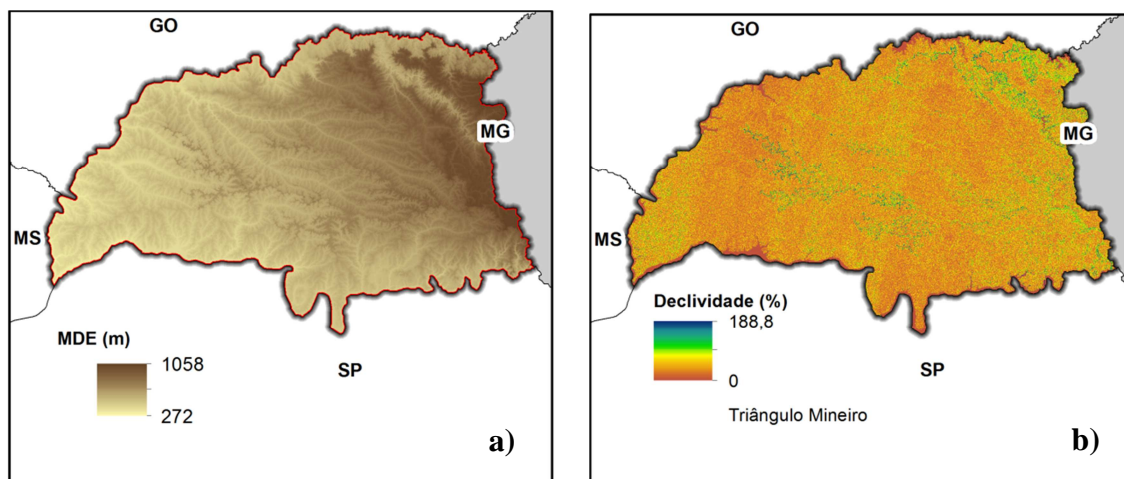 GO
MG
MS
MDE (m)
1058
272
SP
a)
GO
MG
MS
Declividade (%)
188,8
0
SP
Triângulo Mineiro
b)